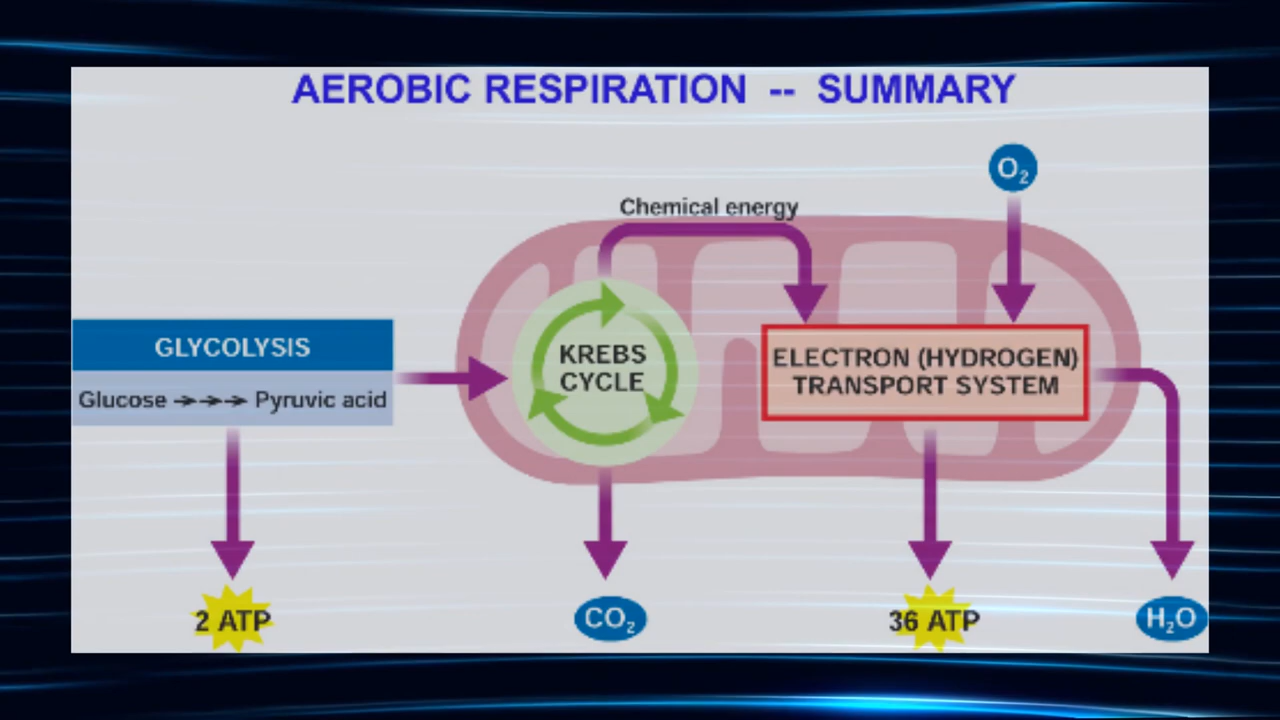 AEROBIC RESPIRATION -- SUMMARY
O₂
Chemical energy
GLYCOLYSIS
Glucose →→→ Pyruvic acid
KREBS
CYCLE
ELECTRON (HYDROGEN)
TRANSPORT SYSTEM
2 ATP
CO₂
36 ATP
H₂O